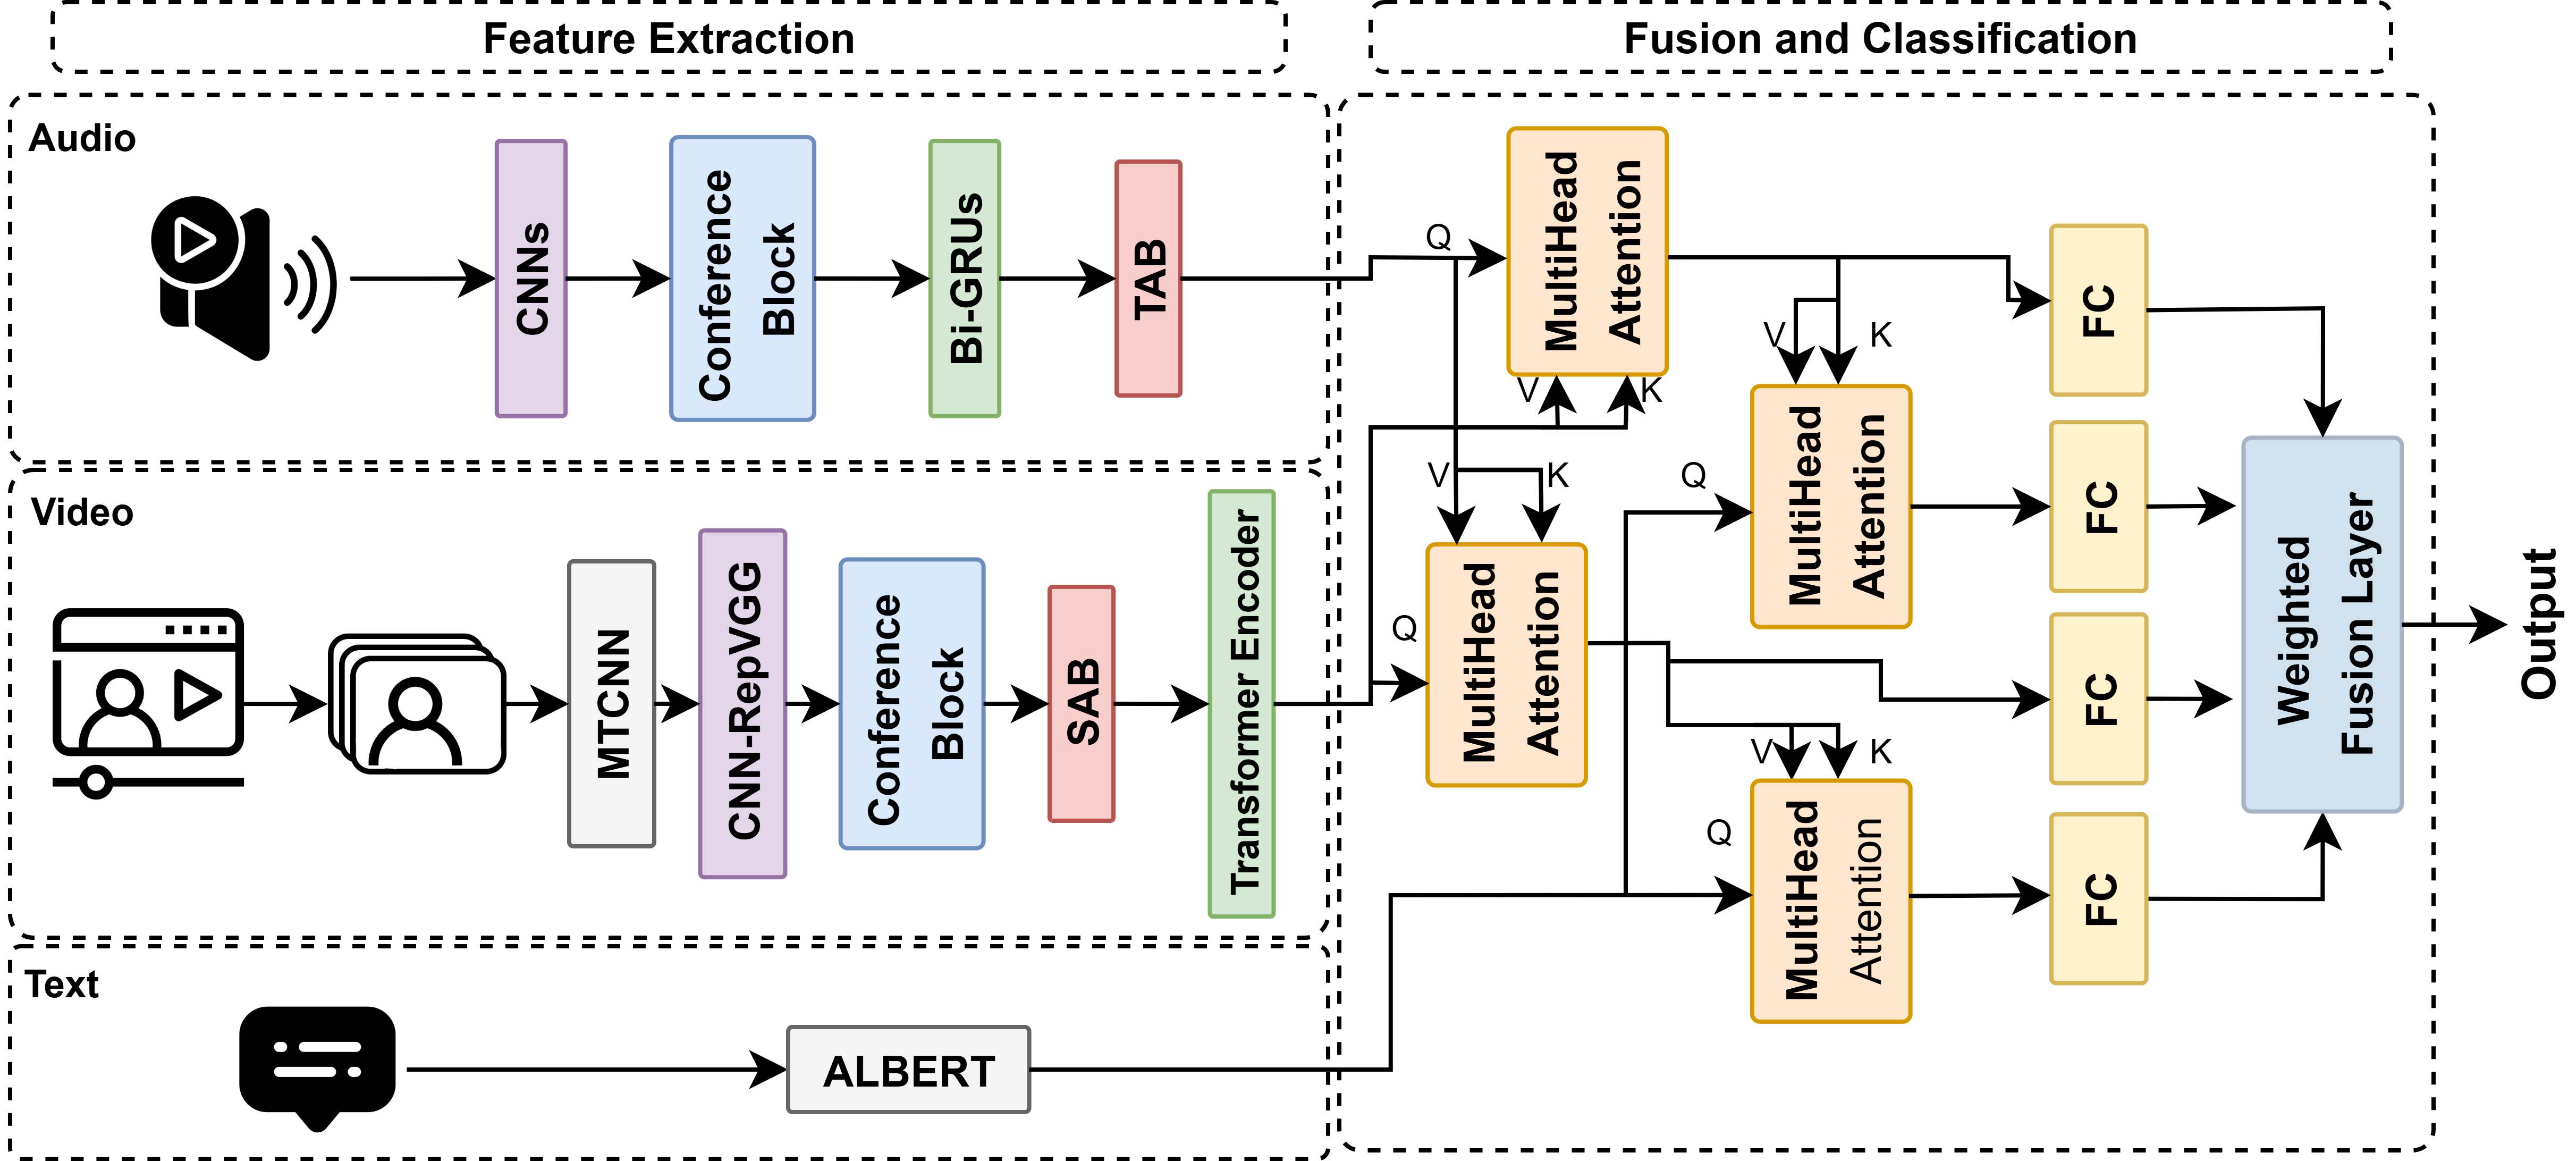 Feature Extraction
Fusion and Classification
Audio
CNNs
Conference
Block
Bi-GRUs
TAB
Video
MTCNN
CNN-RepVGG
Conference
Block
SAB
Transformer Encoder
Text
ALBERT
Q
MultiHead
Attention
V
K
V
K
Q
MultiHead
Attention
V
K
Q
MultiHead
Attention
V
K
Q
MultiHead
Attention
FC
FC
FC
FC
Weighted
Fusion Layer
Output